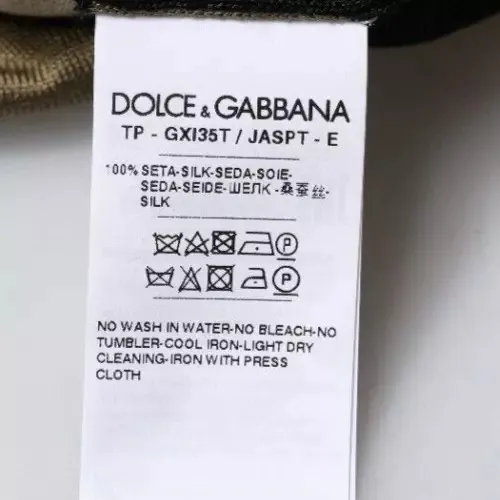 DOLCE & GABBANA
TP - GXI35T / JASPT - E
100% SETA-SILK-SEDA-SOIE-
SEDA-SEIDE-ШЕЛК -桑蚕丝-
SILK
P
P
NO WASH IN WATER-NO BLEACH-NO
TUMBLER-COOL IRON-LIGHT DRY
CLEANING-IRON WITH PRESS
CLOTH